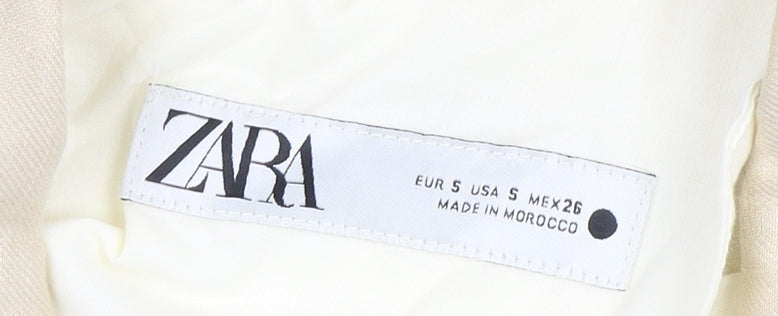 ZARA
EUR S USA S MEX 26
MADE IN MOROCCO